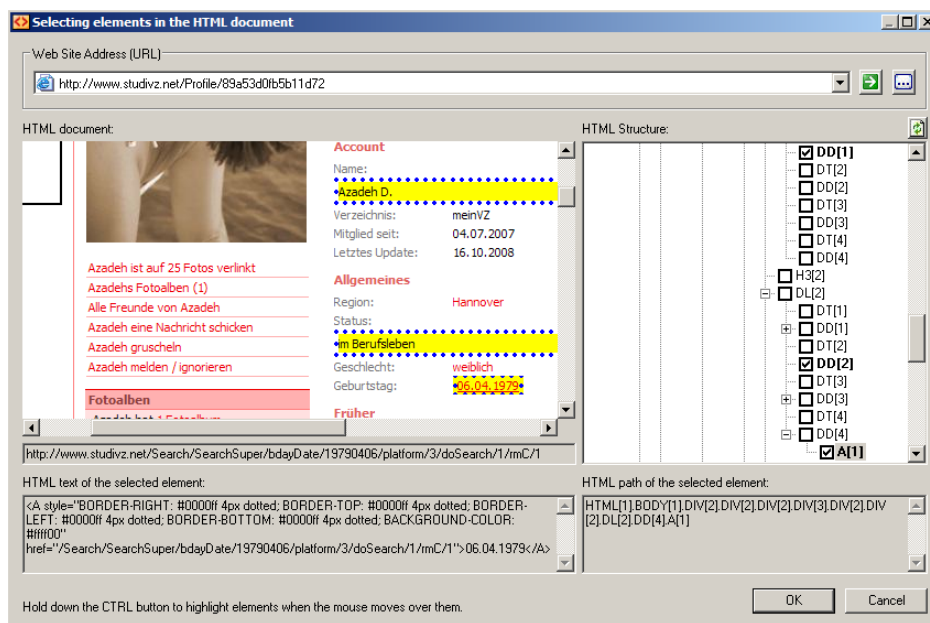 Selecting elements in the HTML document
Web Site Address (URL)
http://www.studivz.net/Profile/89a53d0fb5b11d72
HTML document:
Account
Name:
Azadeh D.
Verzeichnis: meinVZ
Mitglied seit: 04.07.2007
Letztes Update: 16.10.2008
Azadeh ist auf 25 Fotos verlinkt
Azadehs Fotoalben (1)
Alle Freunde von Azadeh
Azadeh eine Nachricht schicken
Azadeh gruscheln
Azadeh melden / ignorieren
Fotoalben
Azadeh hat 1 Fotoalbum
Allgemeines
Region: Hannover
Status:
im Berufsleben
Geschlecht: weiblich
Geburtstag: 06.04.1979
Früher
http://www.studivz.net/Search/SearchSuper/bdayDate/19790406/platform/3/doSearch/1/rmC/1
HTML Structure:
DD[1]
DT[2]
DD[2]
DT[3]
DD[3]
DT[4]
DD[4]
H3[2]
DL[2]
DT[1]
DD[1]
DT[2]
DD[2]
DT[3]
DD[3]
DT[4]
DD[4]
A[1]
HTML text of the selected element:
<A style="BORDER-RIGHT: #0000ff 4px dotted; BORDER-TOP: #0000ff 4px dotted; BORDER-
LEFT: #0000ff 4px dotted; BORDER-BOTTOM: #0000ff 4px dotted; BACKGROUND-COLOR:
#ffff00"
href="/Search/SearchSuper/bdayDate/19790406/platform/3/doSearch/1/rmC/1">06.04.1979</A>
HTML path of the selected element:
HTML[1].BODY[1].DIV[2].DIV[2].DIV[2].DIV[3].DIV[2].DIV
[2].DL[2].DD[4].A[1]
Hold down the CTRL button to highlight elements when the mouse moves over them.
OK
Cancel